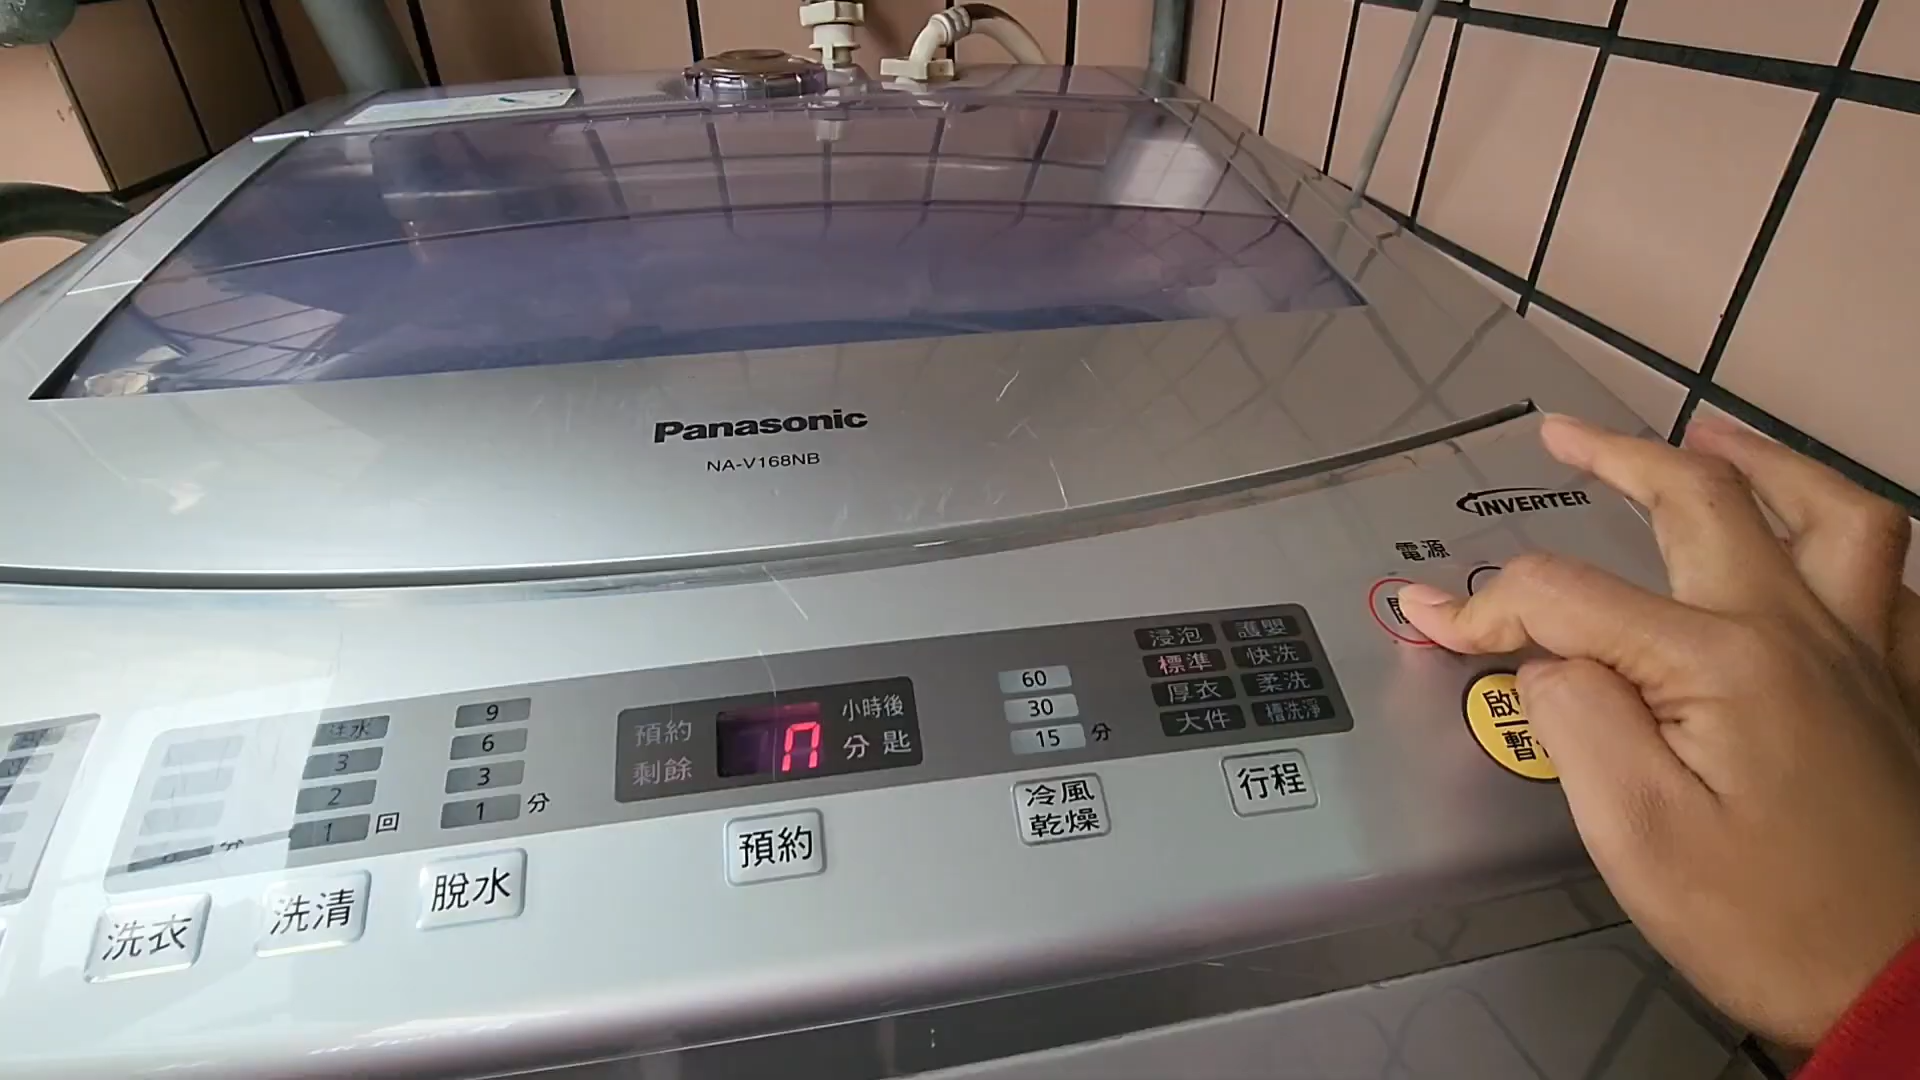 Panasonic
NA-V168NB
INVERTER
電源
浸泡 護嬰
標準 快洗
厚衣 柔洗
大件 槽洗淨
60
30
15 分
預約
剩餘
小時後
分 匙
9
6
3
1 分
注水
3
2
1 回
分
洗衣
洗清
脫水
預約
冷風
乾燥
行程